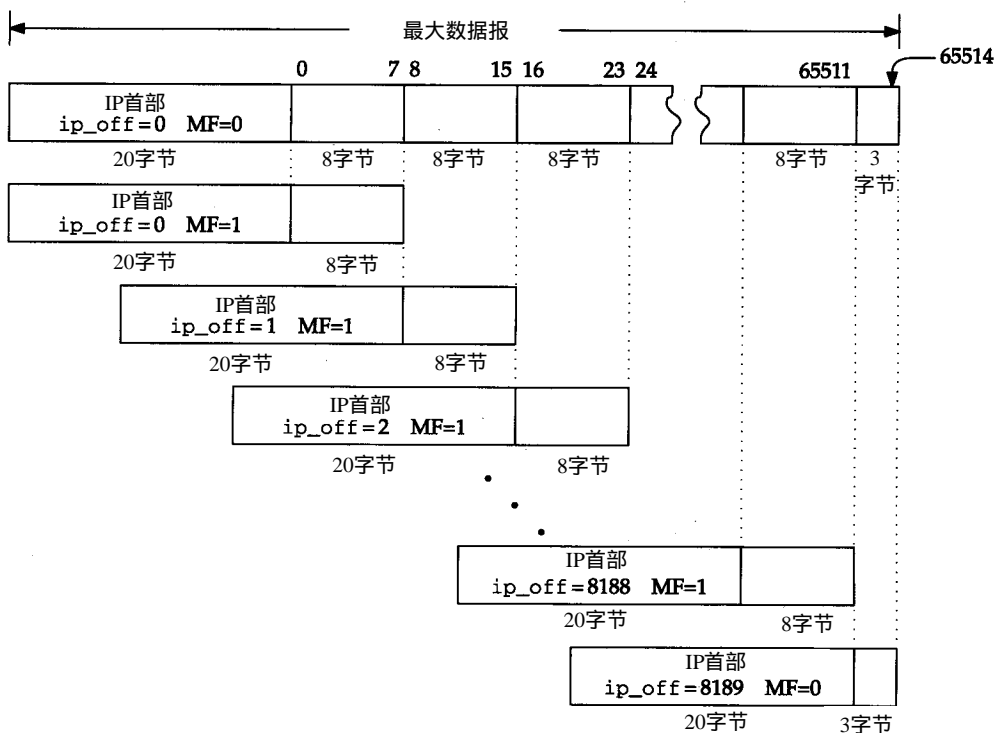 最大数据报
65514
0 7 8 15 16 23 24 65511
IP首部
ip_off=0 MF=0
20字节 8字节 8字节 8字节 8字节 3
字节
IP首部
ip_off=0 MF=1
20字节 8字节
IP首部
ip_off=1 MF=1
20字节 8字节
IP首部
ip_off=2 MF=1
20字节 8字节
IP首部
ip_off=8188 MF=1
20字节 8字节
IP首部
ip_off=8189 MF=0
20字节 3字节